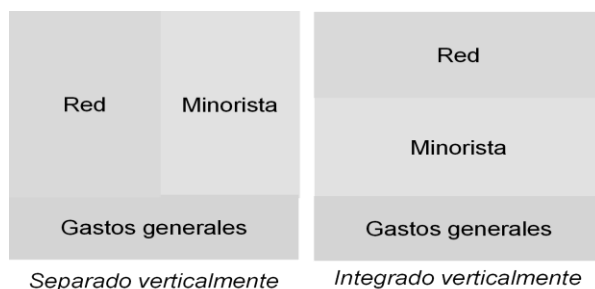 Red
Minorista
Gastos generales
Separado verticalmente
Red
Minorista
Gastos generales
Integrado verticalmente